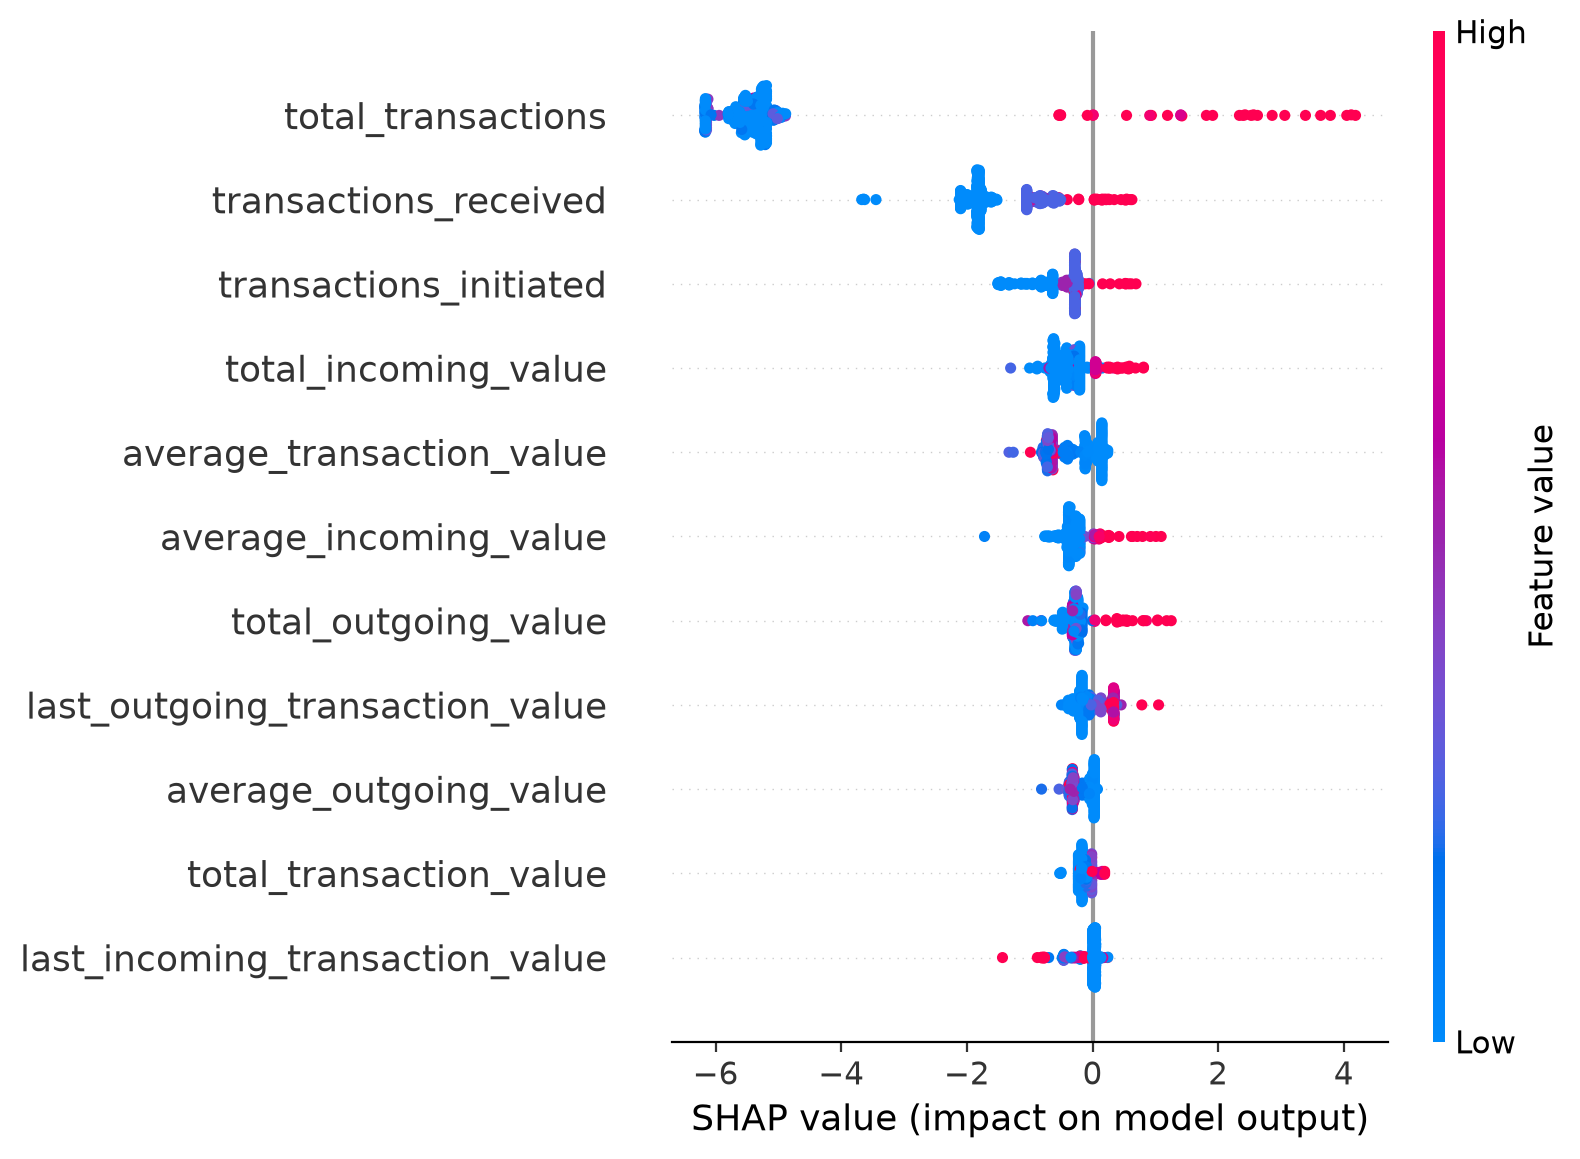 High
total_transactions
transactions_received
transactions_initiated
total_incoming_value
average_transaction_value
average_incoming_value
total_outgoing_value
last_outgoing_transaction_value
average_outgoing_value
total_transaction_value
last_incoming_transaction_value
Feature value
Low
−6 −4 −2 0 2 4
SHAP value (impact on model output)